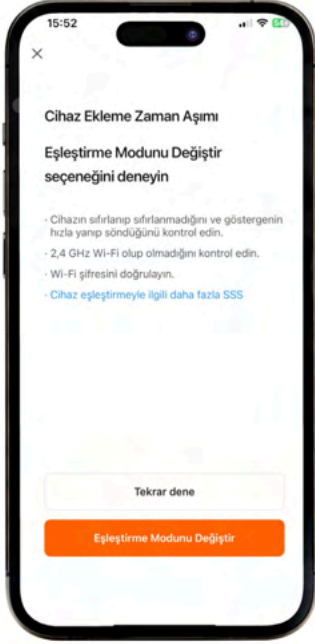 15:52
Cihaz Ekleme Zaman Aşımı
Eşleştirme Modunu Değiştir
seçeneğini deneyin
· Cihazın sıfırlanıp sıfırlanmadığını ve göstergenin
hızla yanıp söndüğünü kontrol edin.
· 2,4 GHz Wi-Fi olup olmadığını kontrol edin.
· Wi-Fi şifresini doğrulayın.
· Cihaz eşleştirmeyle ilgili daha fazla SSS
Tekrar dene
Eşleştirme Modunu Değiştir